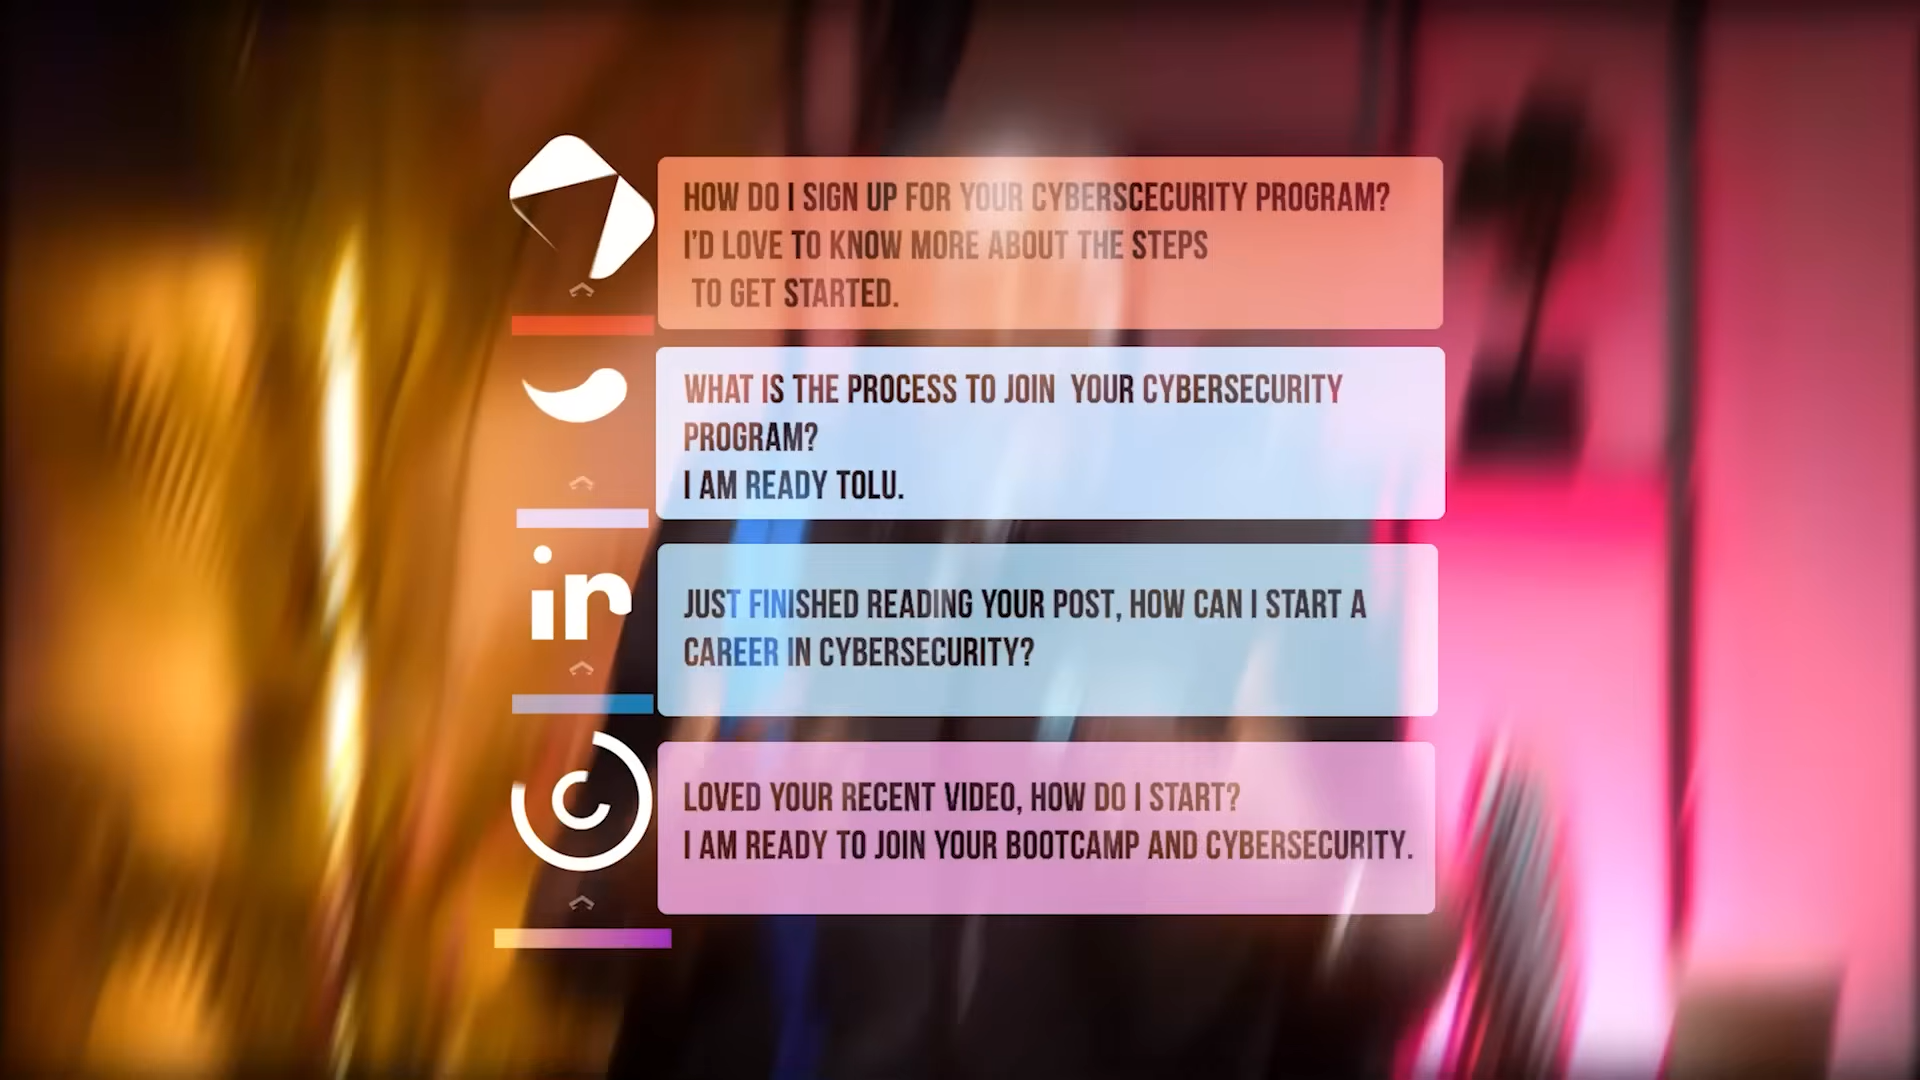 HOW DO I SIGN UP FOR YOUR CYBERSCECURITY PROGRAM?
I'D LOVE TO KNOW MORE ABOUT THE STEPS
TO GET STARTED.
WHAT IS THE PROCESS TO JOIN YOUR CYBERSECURITY
PROGRAM?
I AM READY TOLU.
in
JUST FINISHED READING YOUR POST, HOW CAN I START A
CAREER IN CYBERSECURITY?
LOVED YOUR RECENT VIDEO, HOW DO I START?
I AM READY TO JOIN YOUR BOOTCAMP AND CYBERSECURITY.